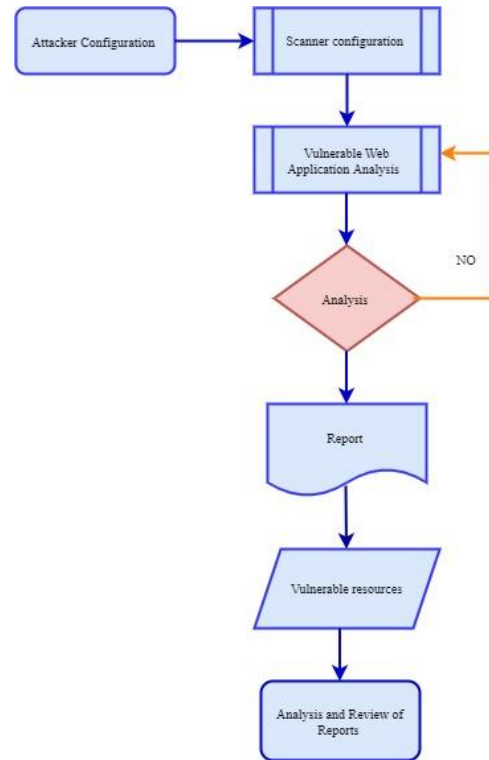 Attacker Configuration
Scanner configuration
Vulnerable Web
Application Analysis
NO
Analysis
Report
Vulnerable resources
Analysis and Review of
Reports